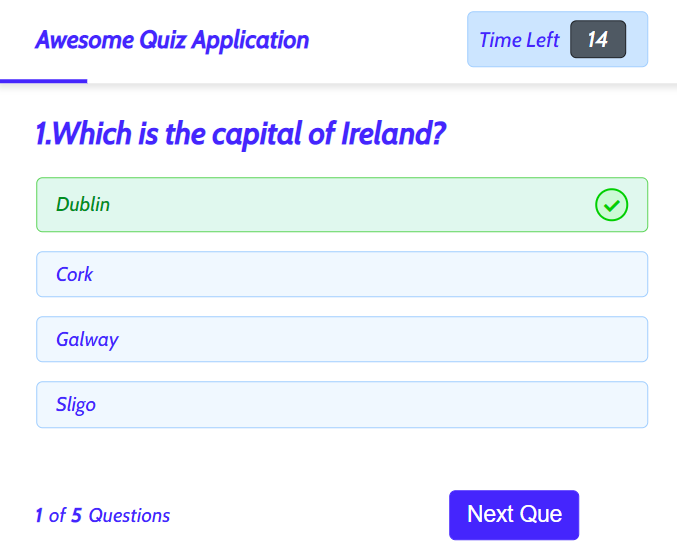 Awesome Quiz Application
Time Left 14
1.Which is the capital of Ireland?
Dublin
Cork
Galway
Sligo
1 of 5 Questions
Next Que